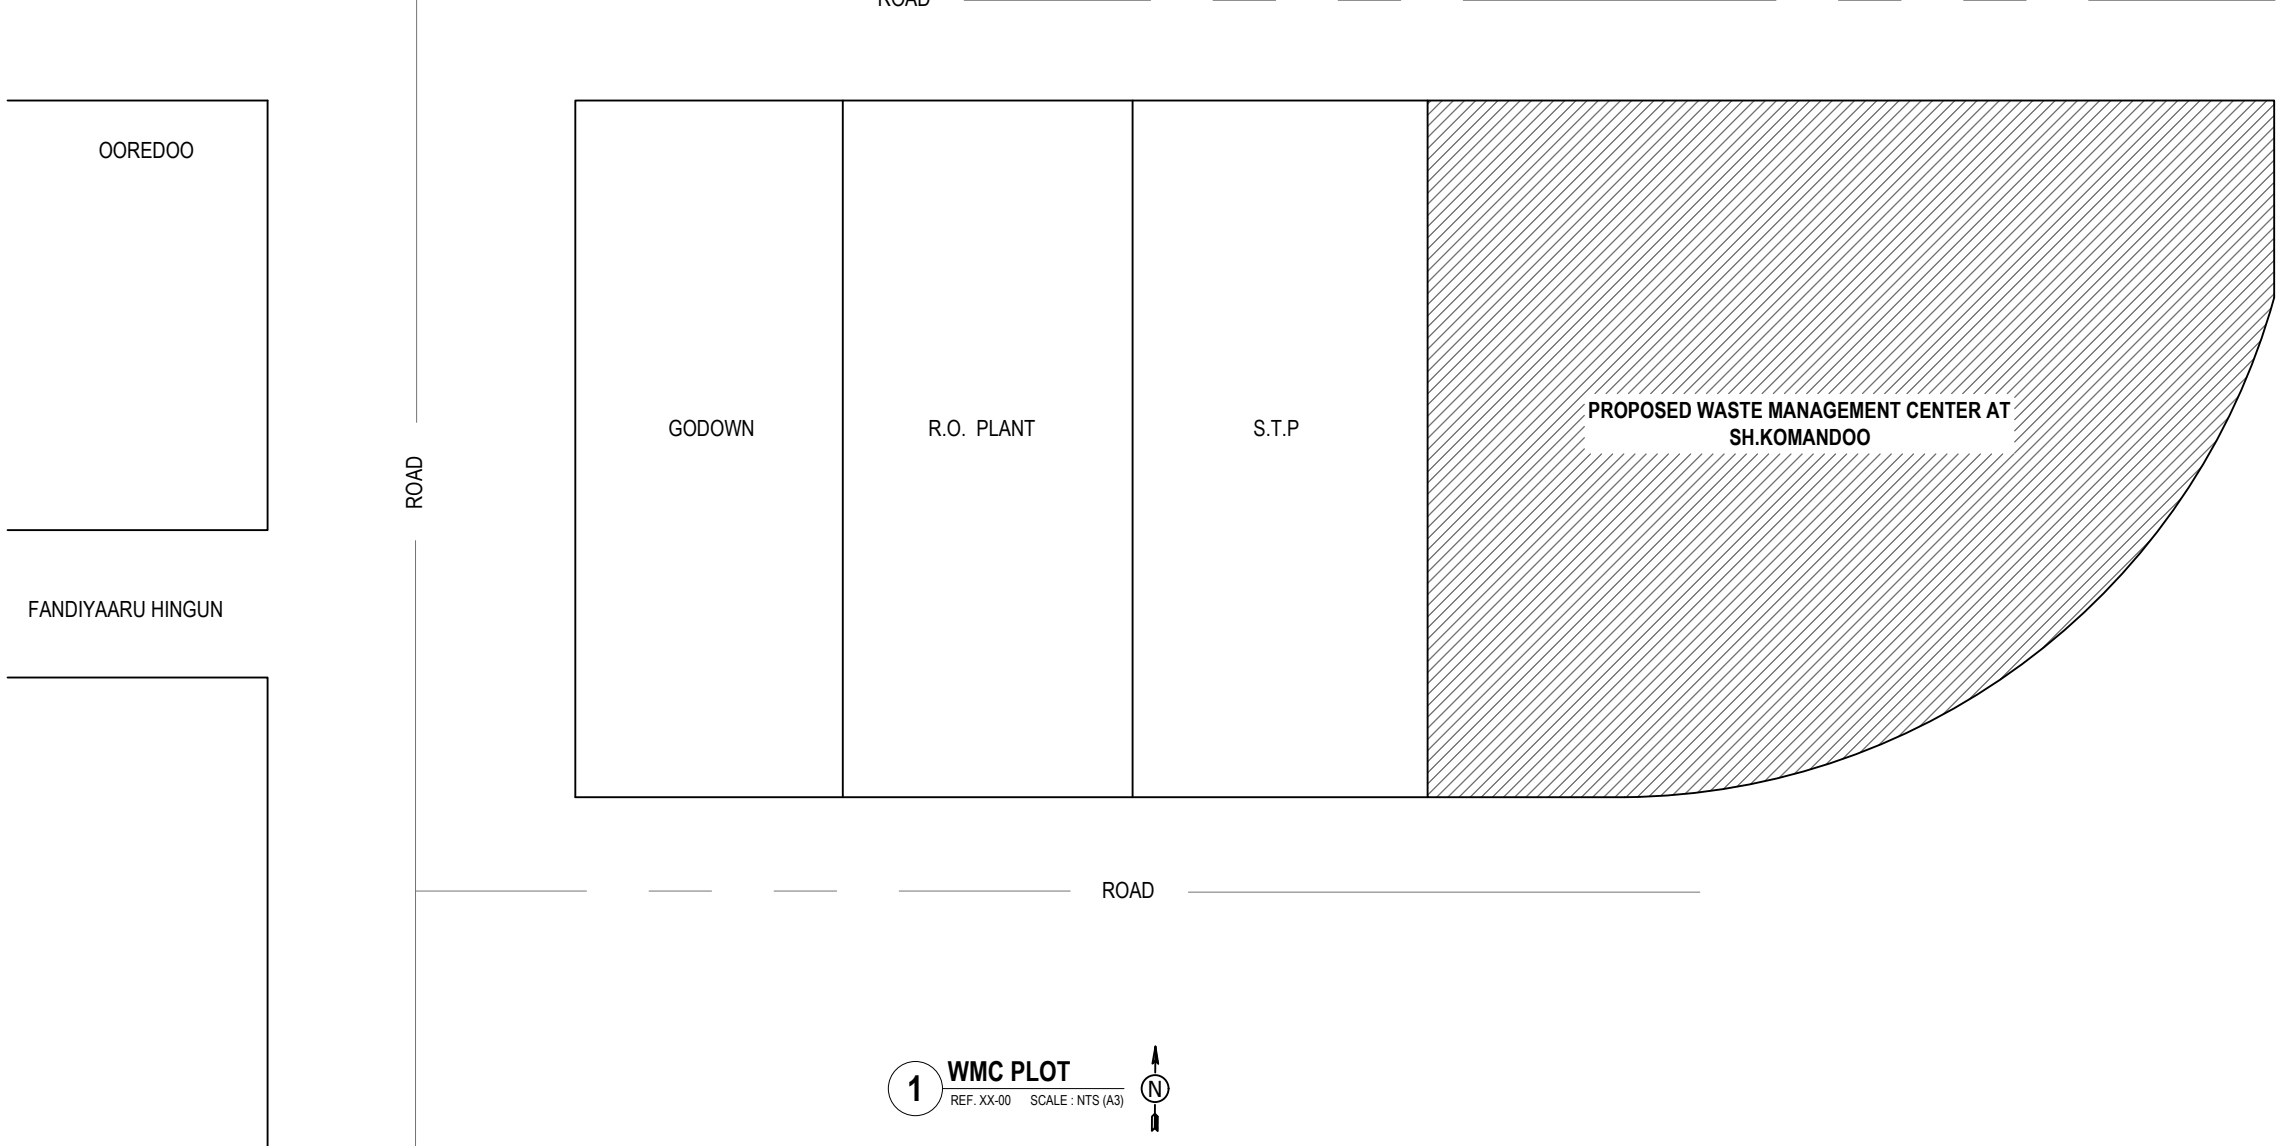 ROAD
OOREDOO
GODOWN
R.O. PLANT
S.T.P
PROPOSED WASTE MANAGEMENT CENTER AT
SH.KOMANDOO
ROAD
FANDIYAARU HINGUN
ROAD
1
WMC PLOT
REF. XX-00 SCALE : NTS (A3)
N